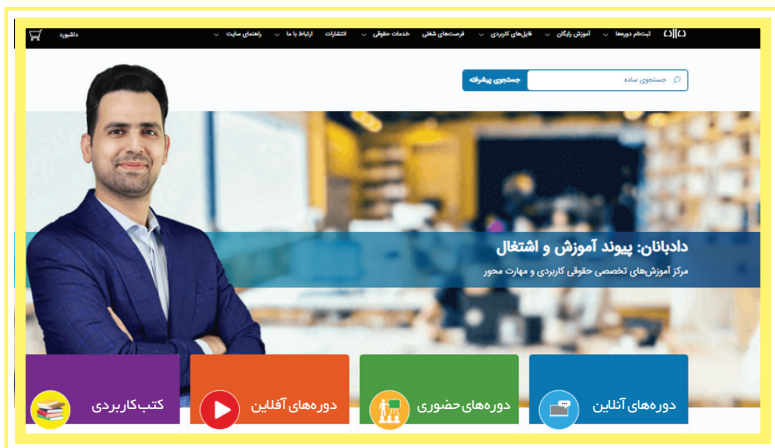 ثبت‌نام دوره‌ها آموزش رایگان فایل‌های کاربردی فرصت‌های شغلی خدمات حقوقی انتشارات ارتباط با ما راهنمای سایت داشبورد
جستجوی ساده جستجوی پیشرفته
دادبانان: پیوند آموزش و اشتغال
مرکز آموزش‌های تخصصی حقوقی کاربردی و مهارت محور
دوره‌های آنلاین دوره‌های حضوری دوره‌های آفلاین کتب کاربردی